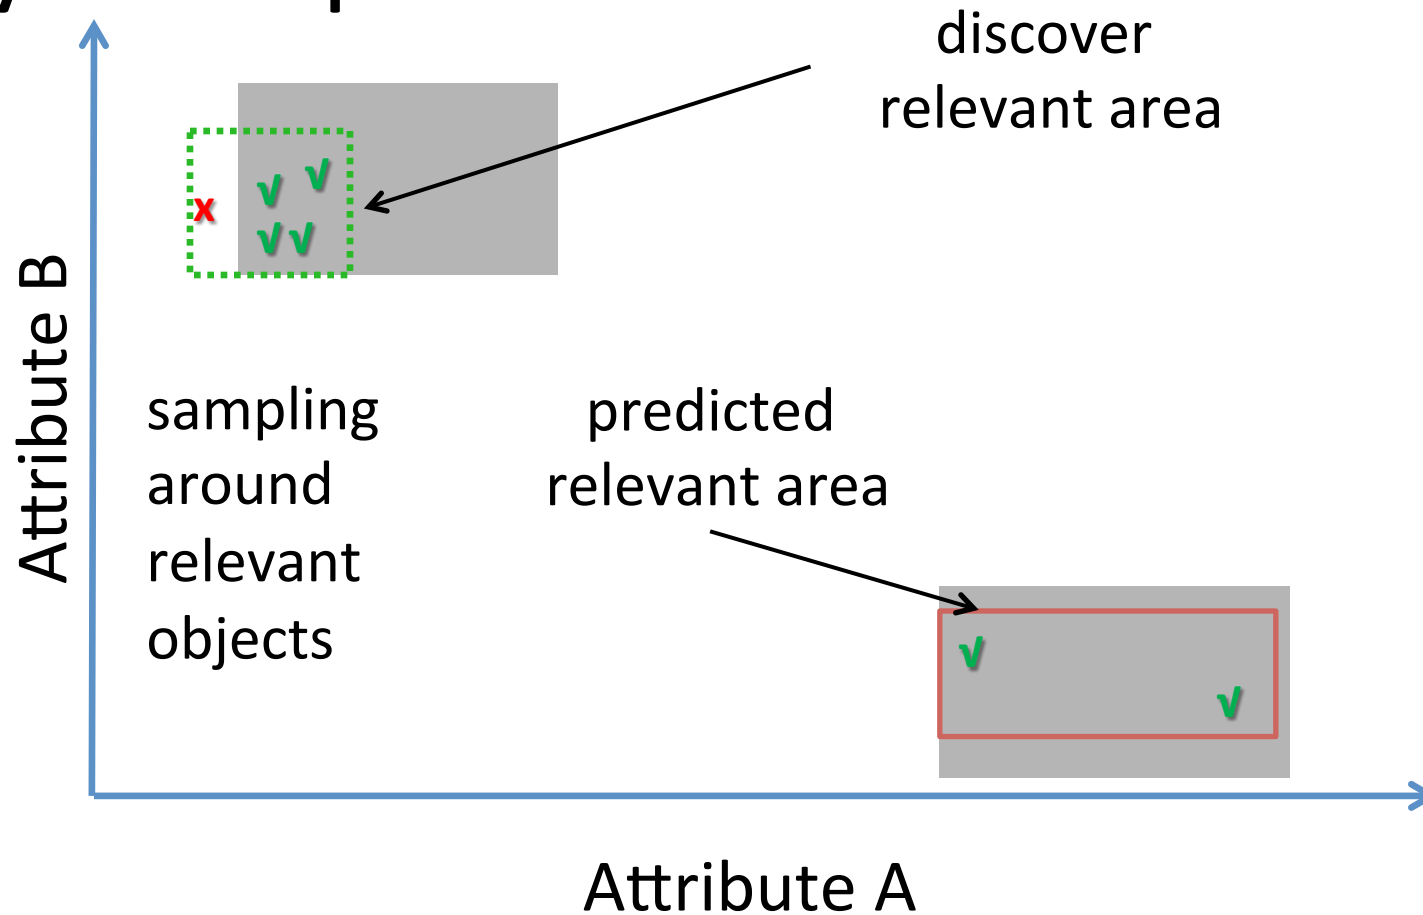 discover
relevant area
x
√ √
√ √
Attribute B
sampling
around
relevant
objects
predicted
relevant area
√
√
Attribute A